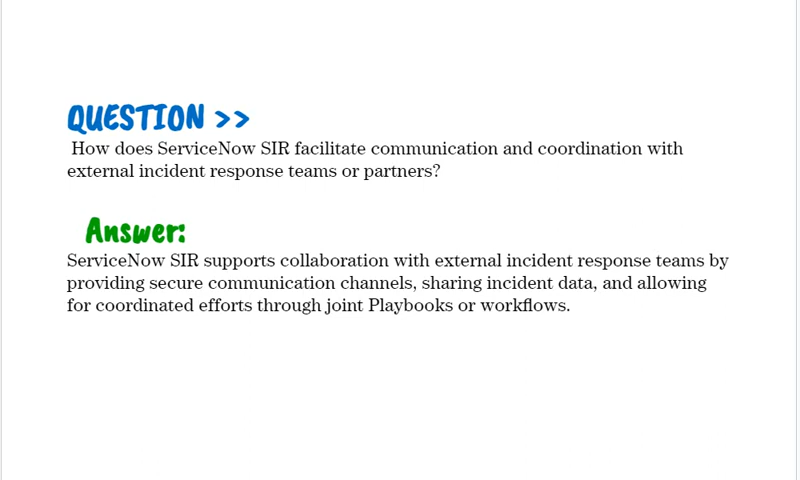 QUESTION >>
How does ServiceNow SIR facilitate communication and coordination with
external incident response teams or partners?
Answer:
ServiceNow SIR supports collaboration with external incident response teams by
providing secure communication channels, sharing incident data, and allowing
for coordinated efforts through joint Playbooks or workflows.